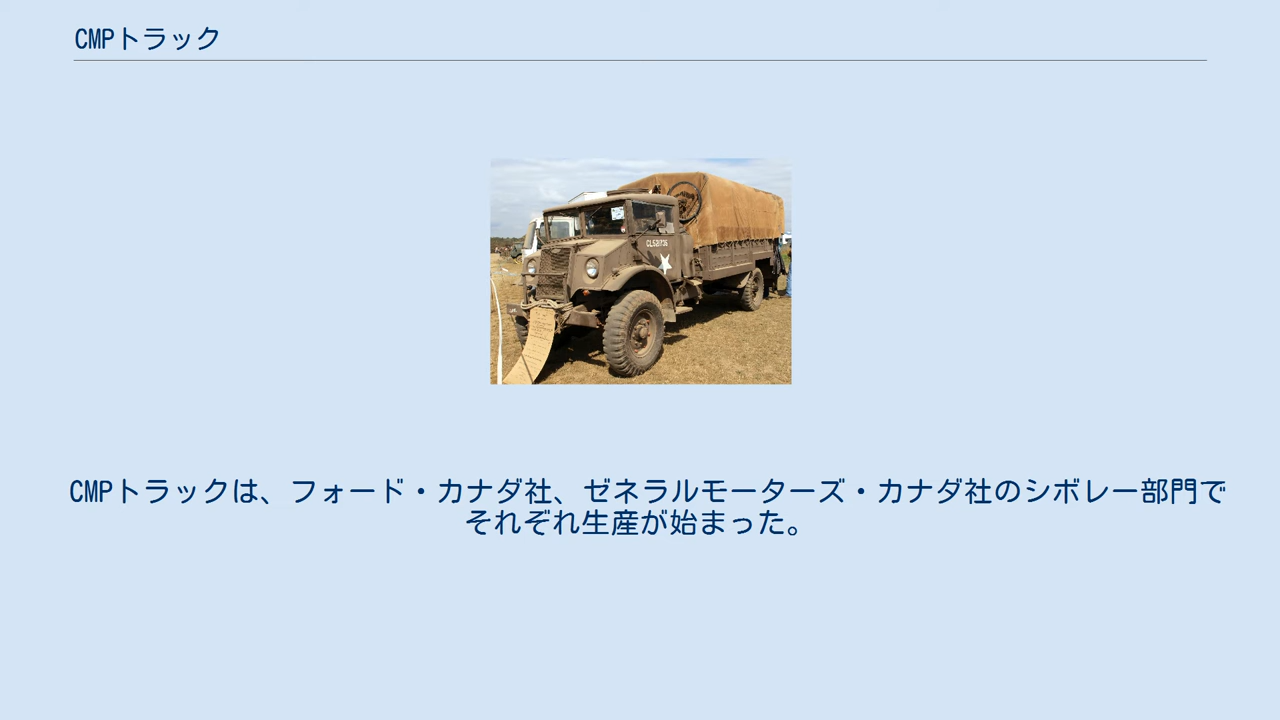 CMPトラック
CL521736
CMPトラックは、フォード・カナダ社、ゼネラルモーターズ・カナダ社のシボレー部門で
それぞれ生産が始まった。